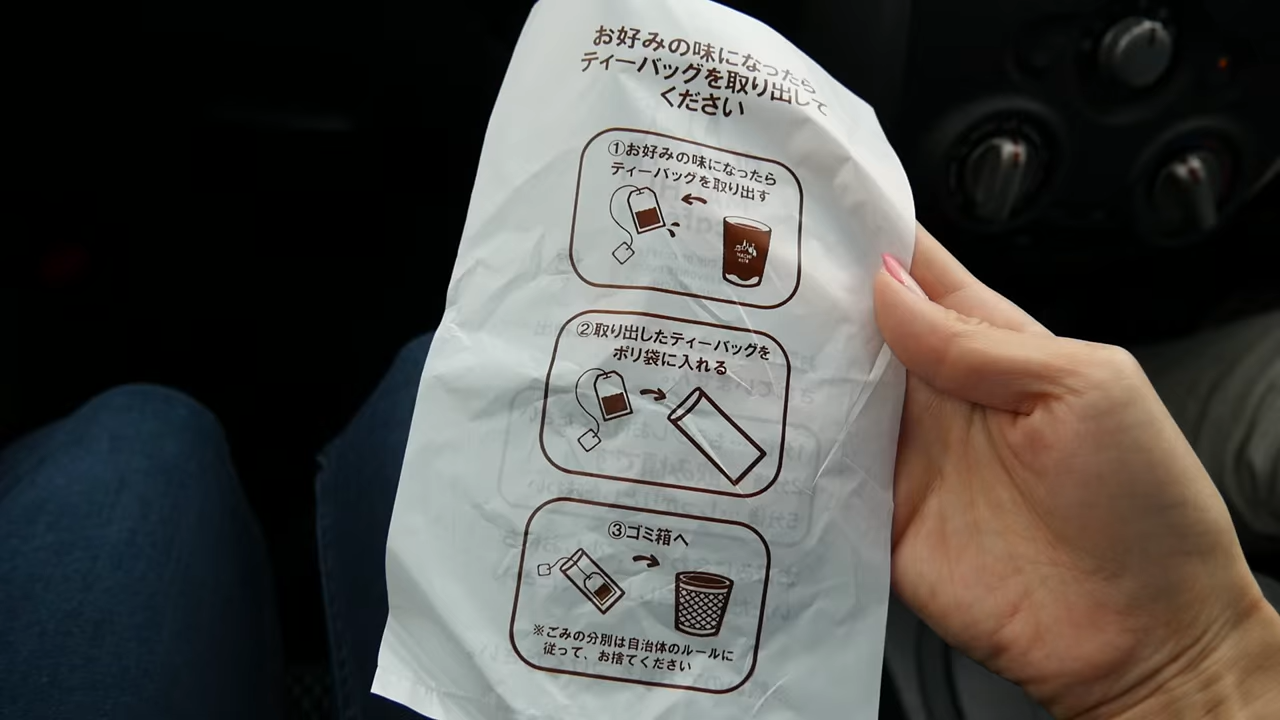 お好みの味になったら
ティーバッグを取り出して
ください
①お好みの味になったら
ティーバッグを取り出す
HACHI
cafe
②取り出したティーバッグを
ポリ袋に入れる
③ゴミ箱へ
※ごみの分別は自治体のルールに
従って、お捨てください